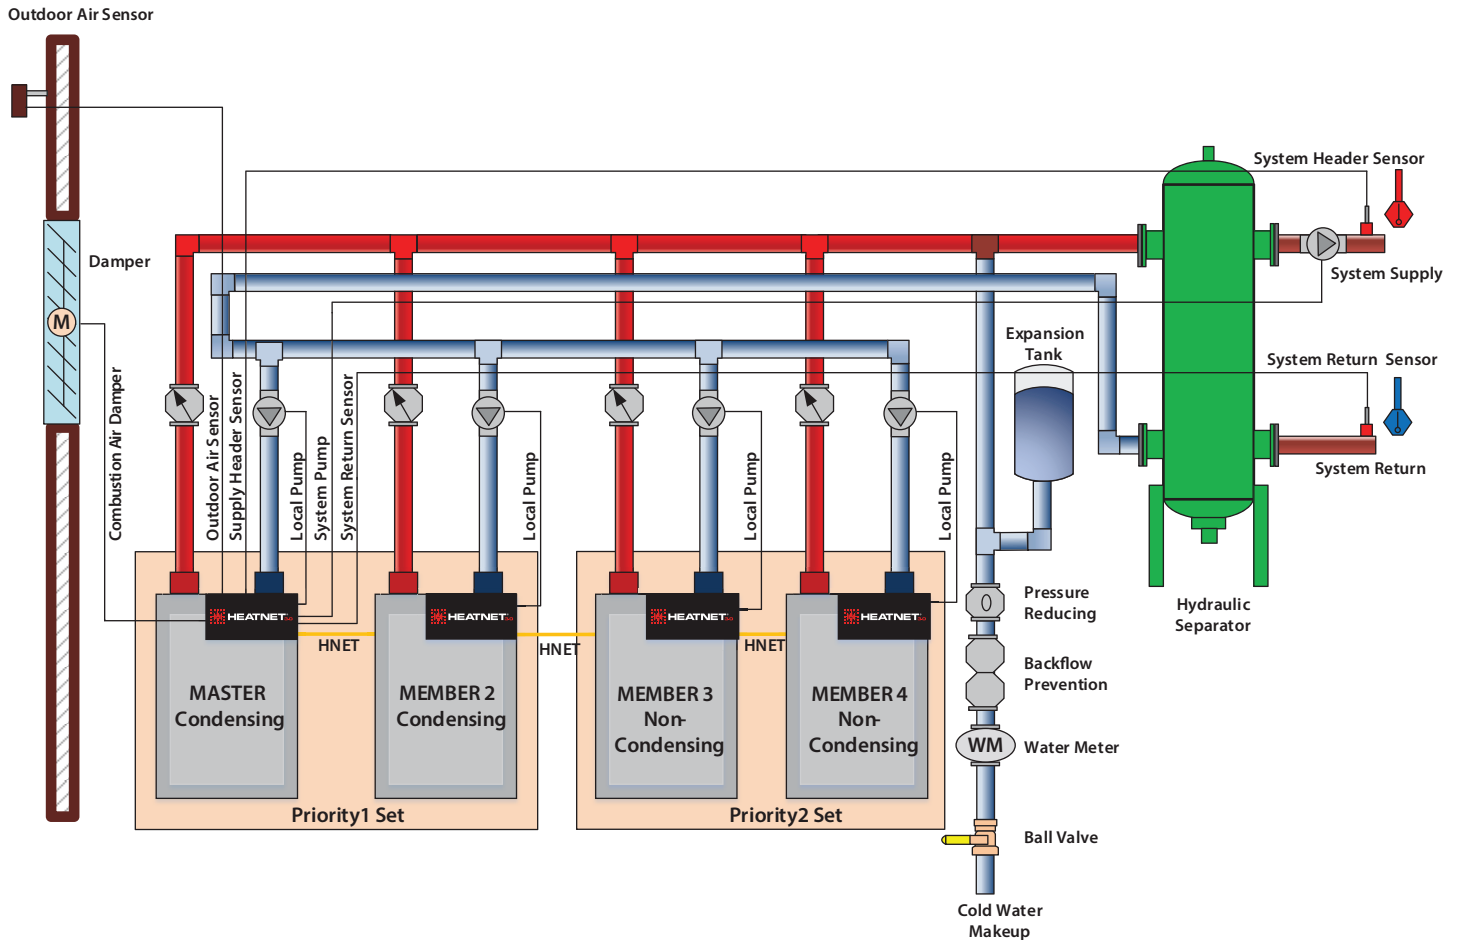 Outdoor Air Sensor
System Header Sensor
Damper
System Supply
M
Expansion
Tank
System Return Sensor
System Return
Combustion Air Damper
Outdoor Air Sensor
Supply Header Sensor
Local Pump
System Pump
System Return Sensor
Local Pump
Local Pump
Local Pump
Pressure
Reducing
0
Hydraulic
Separator
HEATNET
HEATNET
HEATNET
HEATNET
HNET
HNET
HNET
Backflow
Prevention
MASTER
Condensing
MEMBER 2
Condensing
MEMBER 3
Non-
Condensing
MEMBER 4
Non-
Condensing
WM
Water Meter
Priority1 Set
Priority2 Set
Ball Valve
Cold Water
Makeup